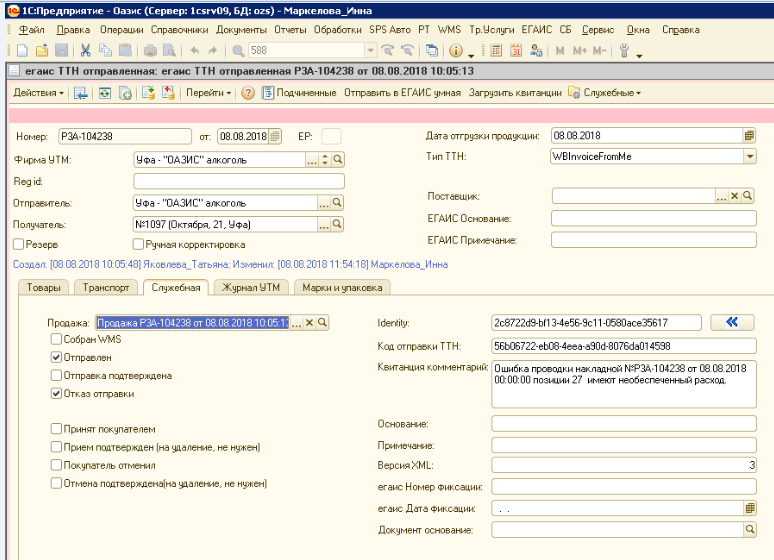 1С:Предприятие - Оазис (Сервер: 1csrv09, БД: ozs) - Маркелова_Инна
Файл Правка Операции Справочники Документы Отчеты Обработки SPS Авто РТ WMS Тр.Услуги ЕГАИС СБ Сервис Окна Справка
588 M M+ M-
егаис ТТН отправленная: егаис ТТН отправленная РЗА-104238 от 08.08.2018 10:05:13
Действия Перейти Подчиненные Отправить в ЕГАИС умная Загрузить квитанции Служебные
Номер: РЗА-104238 от: 08.08.2018 ЕР: Дата отгрузки продукции: 08.08.2018
Фирма УТМ: Уфа - "ОАЗИС" алкоголь Тип ТТН: WBInvoiceFromMe
Reg id:
Отправитель: Уфа - "ОАЗИС" алкоголь Поставщик:
Получатель: №1097 (Октября, 21, Уфа) ЕГАИС Основание:
Резерв Ручная корректировка ЕГАИС Примечание:
Создал: [08.08.2018 10:05:48] Яковлева_Татьяна; Изменил: [08.08.2018 11:54:18] Маркелова_Инна
Товары Транспорт Служебная Журнал УТМ Марки и упаковка
Продажа: Продажа РЗА-104238 от 08.08.2018 10:05:13 Identity: 2c8722d9-bf13-4e56-9c11-0580ace35617
Собран WMS
Отправлен Код отправки ТТН: 56b06722-eb08-4eea-a90d-8076da014598
Отправка подтверждена Квитанция комментарий: Ошибка проводки накладной №РЗА-104238 от 08.08.2018
Отказ отправки 00:00:00 позиции 27 имеют необеспеченный расход.
Принят покупателем Основание:
Прием подтвержден (на удаление, не нужен) Примечание:
Покупатель отменил Версия XML: 3
Отмена подтверждена(на удаление, не нужен) егаис Номер фиксации:
егаис Дата фиксации: . .
Документ основание: